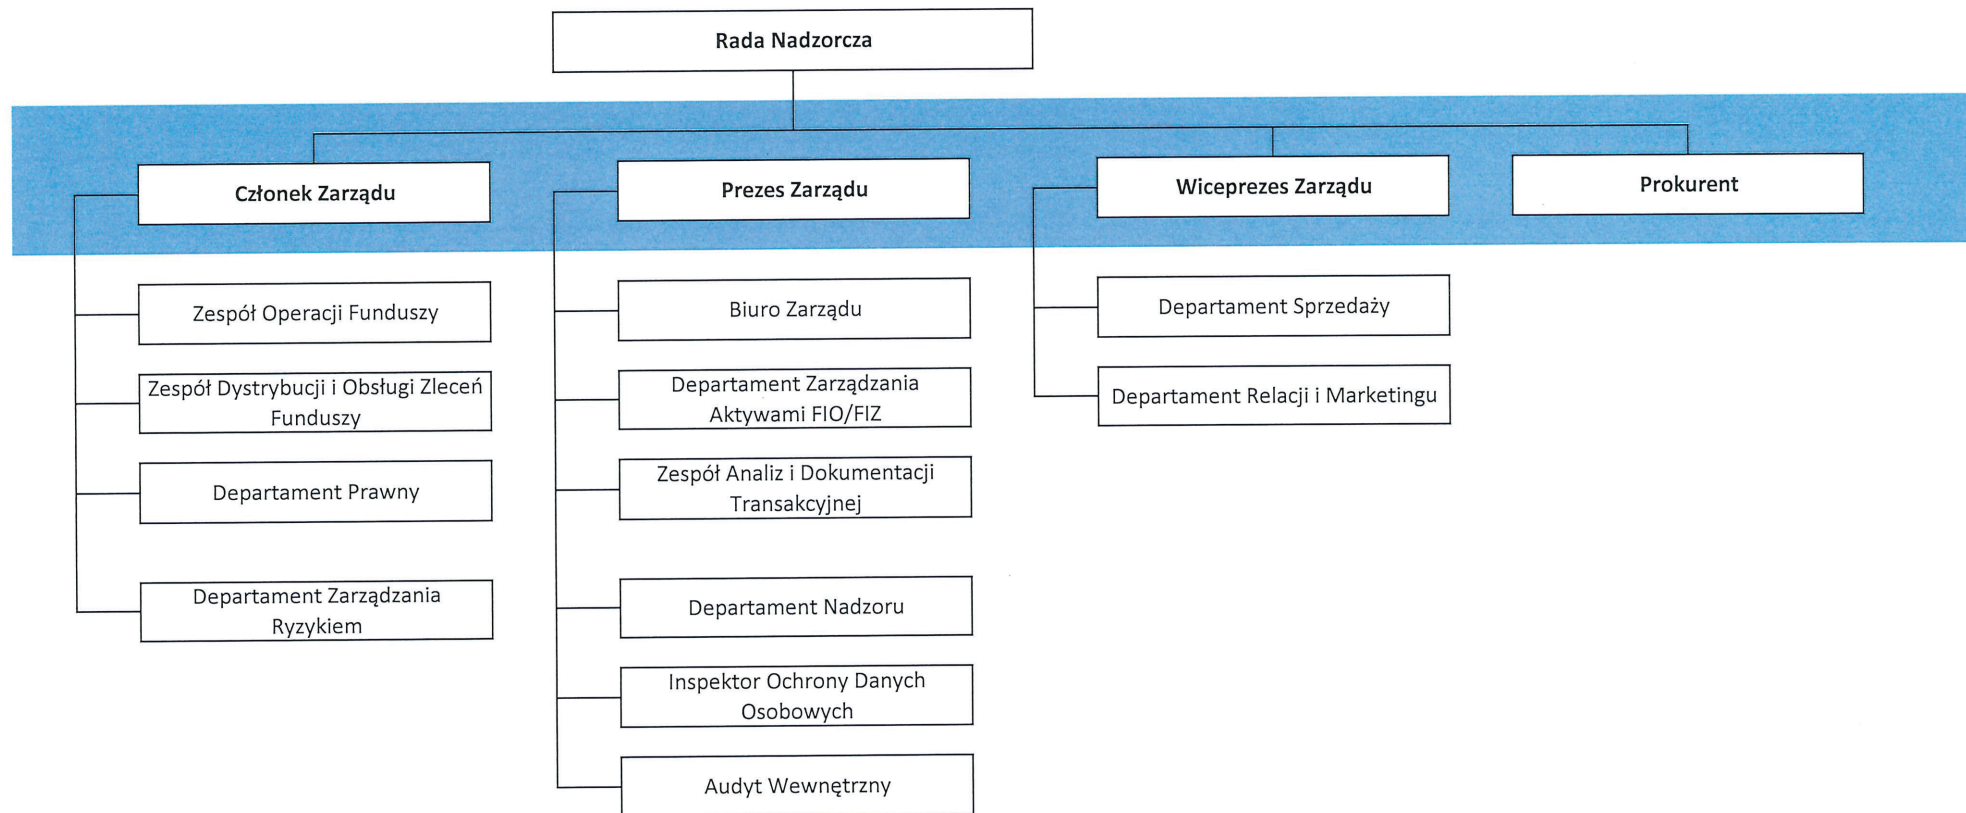 Rada Nadzorcza
Członek Zarządu
Prezes Zarządu
Wiceprezes Zarządu
Prokurent
Zespół Operacji Funduszy
Zespół Dystrybucji i Obsługi Zleceń
Funduszy
Departament Prawny
Departament Zarządzania
Ryzykiem
Biuro Zarządu
Departament Zarządzania
Aktywami FIO/FIZ
Zespół Analiz i Dokumentacji
Transakcyjnej
Departament Nadzoru
Inspektor Ochrony Danych
Osobowych
Audyt Wewnętrzny
Departament Sprzedaży
Departament Relacji i Marketingu